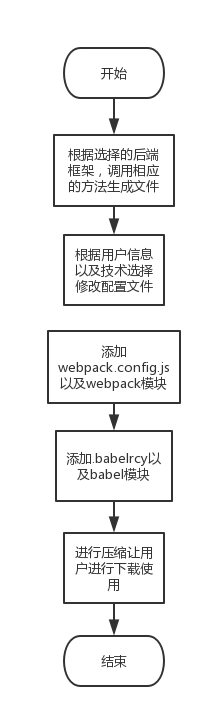 开始
根据选择的后端
框架，调用相应
的方法生成文件
根据用户信息
以及技术选择
修改配置文件
添加
webpack.config.js
以及webpack模块
添加.babelrcy以
及babel模块
进行压缩让用
户进行下载使
用
结束